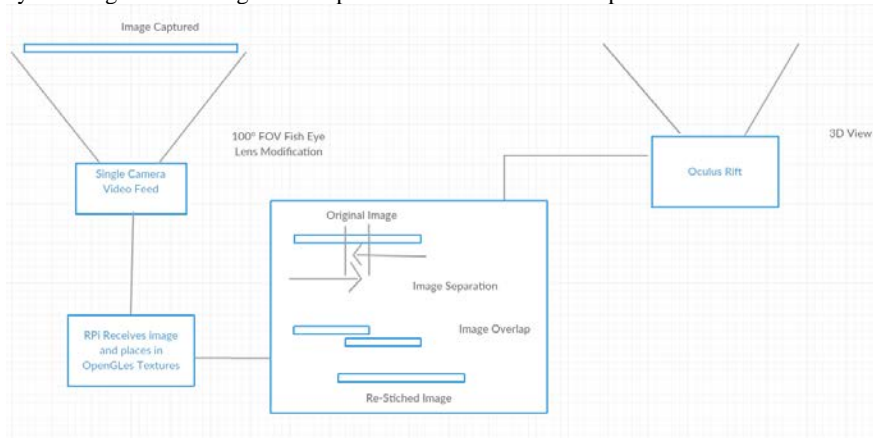 Image Captured
100° FOV Fish Eye
Lens Modification
3D View
Single Camera
Video Feed
Oculus Rift
Original Image
Image Separation
RPi Receives image
and places in
OpenGLes Textures
Image Overlap
Re-Stiched Image